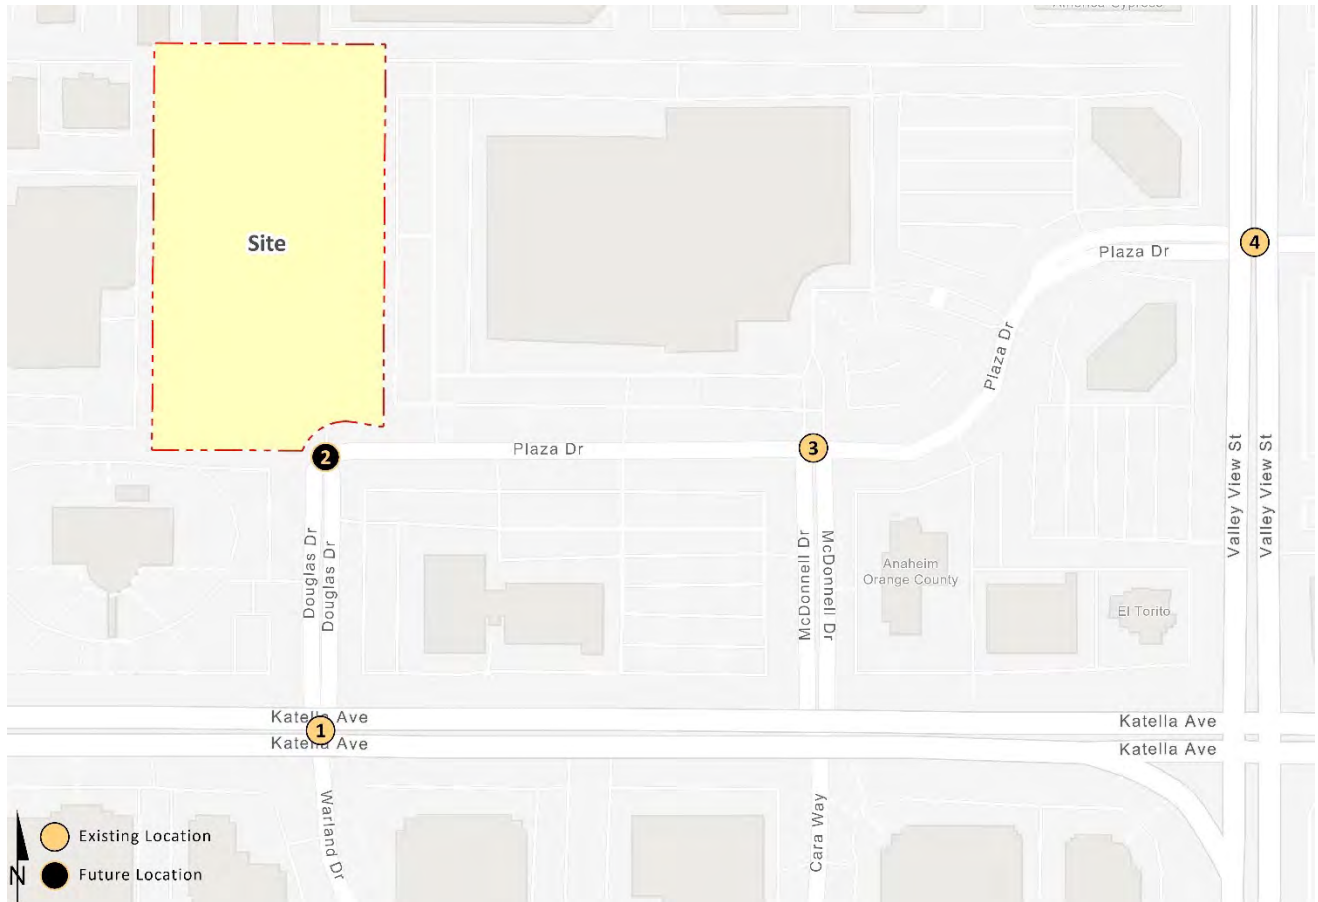 America Cypress
Site
4
Plaza Dr
Plaza Dr
Valley View St
Valley View St
2
Plaza Dr
3
Douglas Dr
Douglas Dr
McDonnell Dr
McDonnell Dr
Anaheim
Orange County
El Torito
Katella Ave
1
Katella Ave
Katella Ave
Katella Ave
Warland Dr
Cara Way
Existing Location
Future Location
N